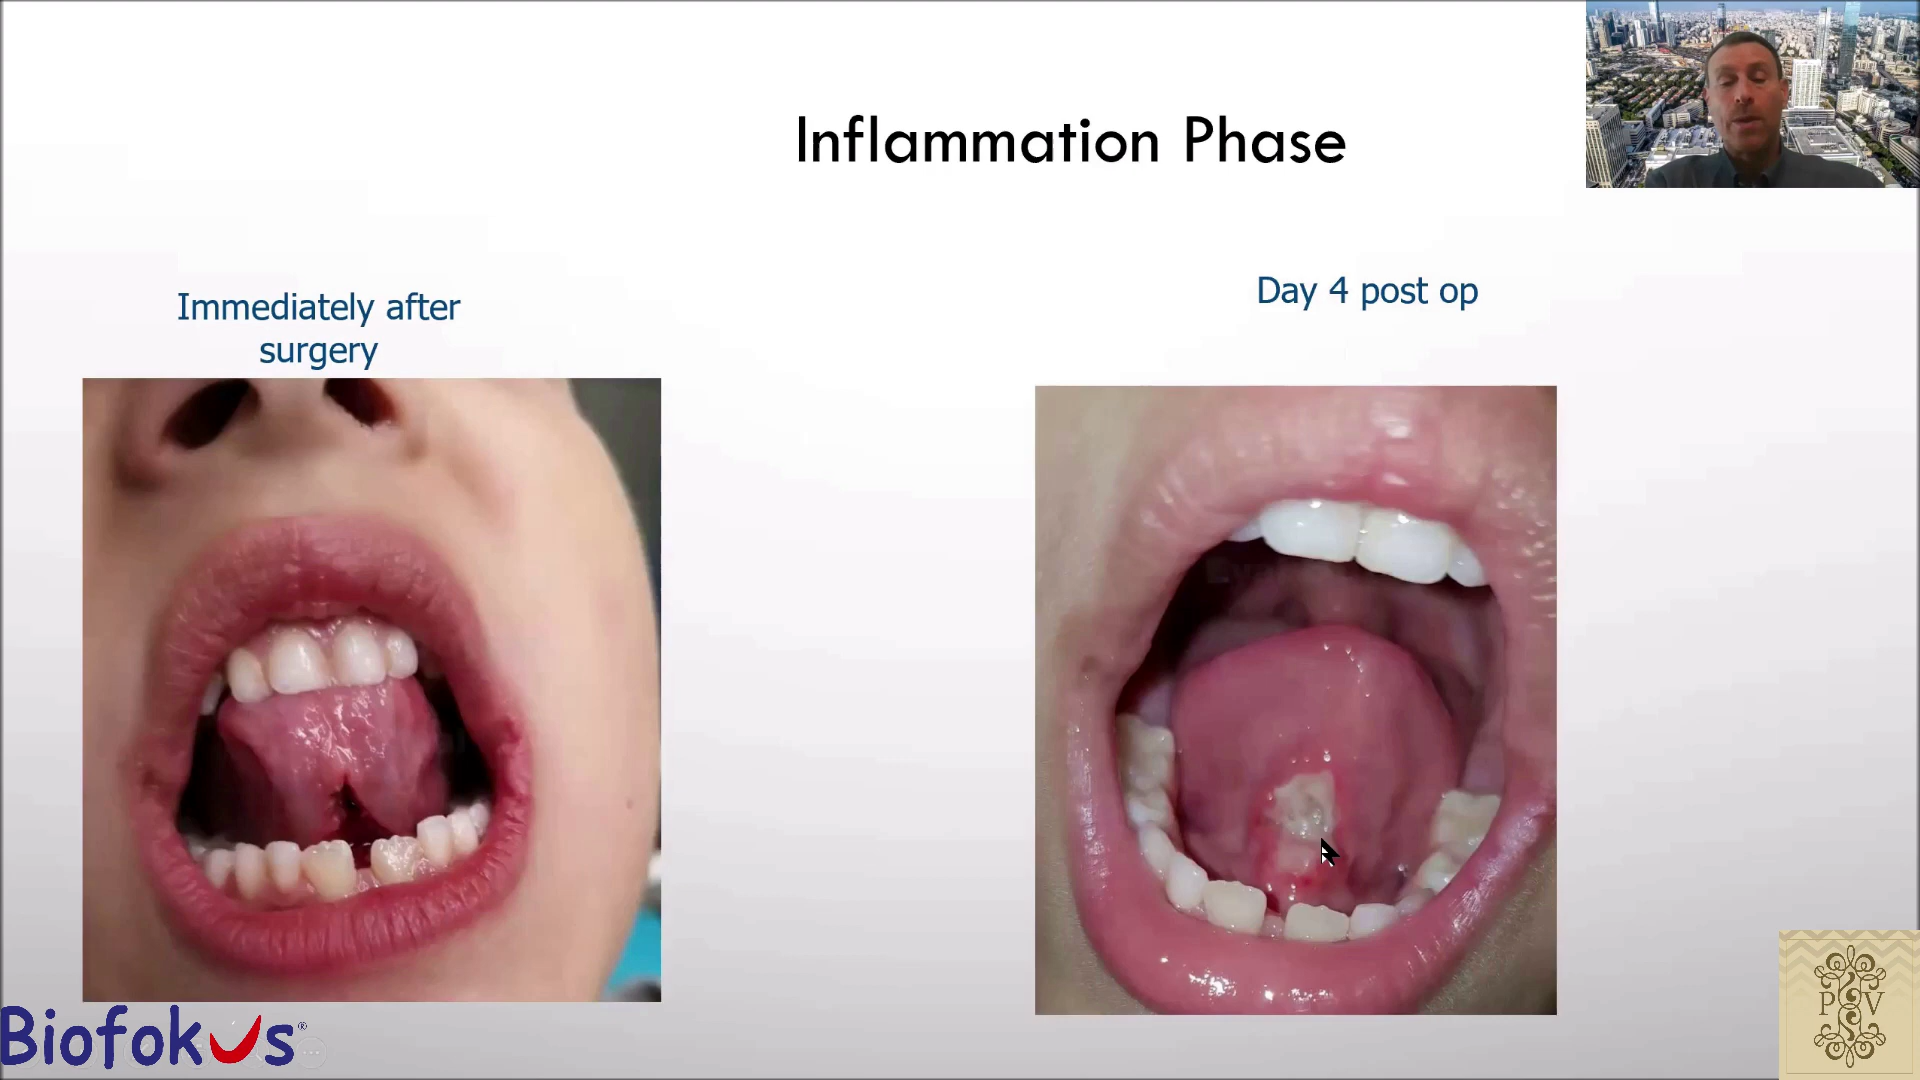 Inflammation Phase
Immediately after
surgery
Day 4 post op
Biofokus®
P V